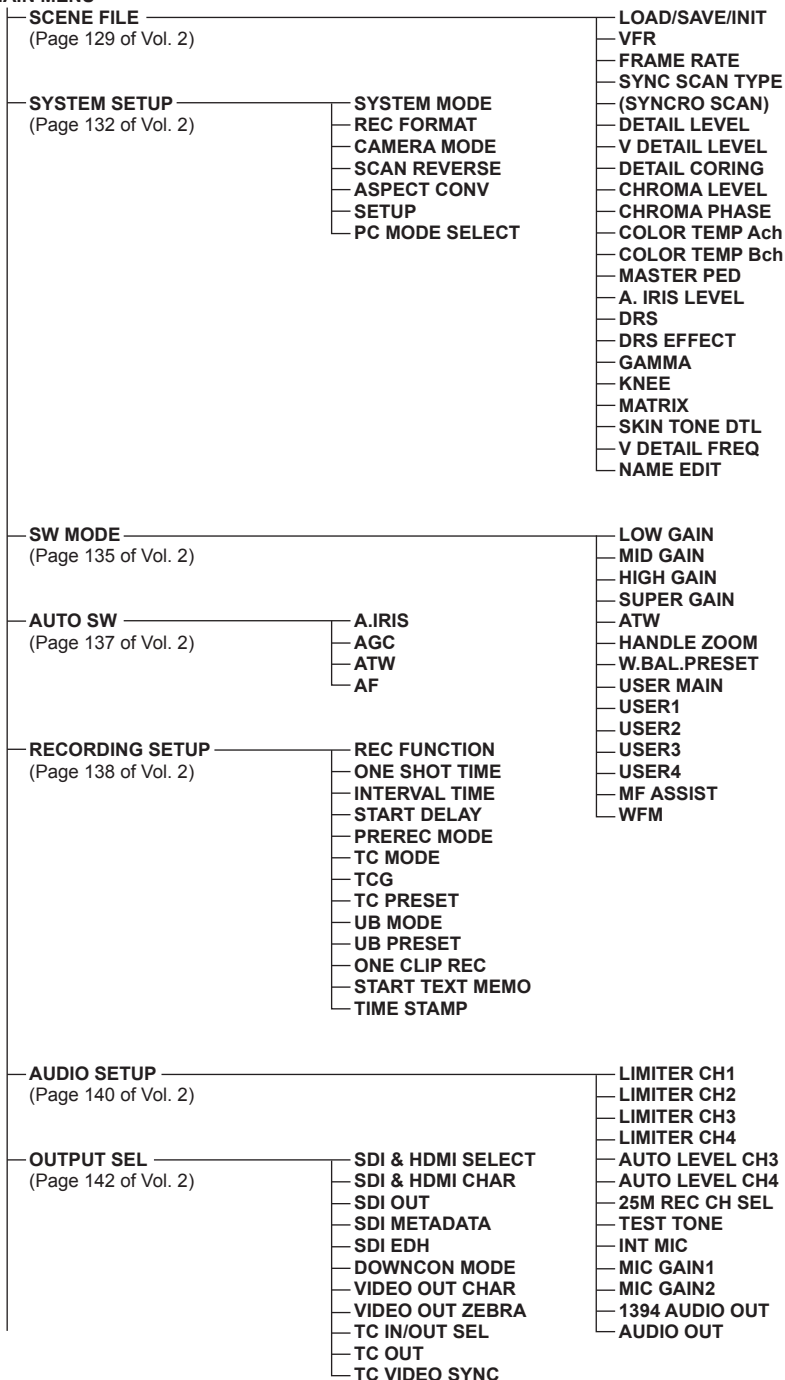 SCENE FILE
(Page 129 of Vol. 2)
LOAD/SAVE/INIT
VFR
FRAME RATE
SYNC SCAN TYPE
(SYNCRO SCAN)
DETAIL LEVEL
V DETAIL LEVEL
DETAIL CORING
CHROMA LEVEL
CHROMA PHASE
COLOR TEMP Ach
COLOR TEMP Bch
MASTER PED
A. IRIS LEVEL
DRS
DRS EFFECT
GAMMA
KNEE
MATRIX
SKIN TONE DTL
V DETAIL FREQ
NAME EDIT
SYSTEM SETUP
(Page 132 of Vol. 2)
SYSTEM MODE
REC FORMAT
CAMERA MODE
SCAN REVERSE
ASPECT CONV
SETUP
PC MODE SELECT
SW MODE
(Page 135 of Vol. 2)
LOW GAIN
MID GAIN
HIGH GAIN
SUPER GAIN
ATW
HANDLE ZOOM
W.BAL.PRESET
USER MAIN
USER1
USER2
USER3
USER4
MF ASSIST
WFM
AUTO SW
(Page 137 of Vol. 2)
A.IRIS
AGC
ATW
AF
RECORDING SETUP
(Page 138 of Vol. 2)
REC FUNCTION
ONE SHOT TIME
INTERVAL TIME
START DELAY
PREREC MODE
TC MODE
TCG
TC PRESET
UB MODE
UB PRESET
ONE CLIP REC
START TEXT MEMO
TIME STAMP
AUDIO SETUP
(Page 140 of Vol. 2)
LIMITER CH1
LIMITER CH2
LIMITER CH3
LIMITER CH4
AUTO LEVEL CH3
AUTO LEVEL CH4
25M REC CH SEL
TEST TONE
INT MIC
MIC GAIN1
MIC GAIN2
1394 AUDIO OUT
AUDIO OUT
OUTPUT SEL
(Page 142 of Vol. 2)
SDI & HDMI SELECT
SDI & HDMI CHAR
SDI OUT
SDI METADATA
SDI EDH
DOWNCON MODE
VIDEO OUT CHAR
VIDEO OUT ZEBRA
TC IN/OUT SEL
TC OUT
TC VIDEO SYNC